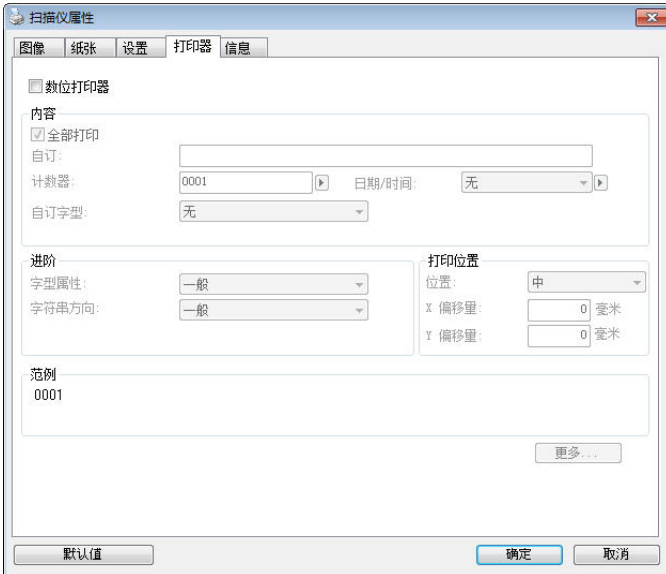 扫描仪属性
图像 纸张 设置 打印器 信息
数位打印器
内容
全部打印
自订:
计数器: 0001 日期/时间: 无
自订字型: 无
进阶
字型属性: 一般
字符串方向: 一般
打印位置
位置: 中
X 偏移量: 0 毫米
Y 偏移量: 0 毫米
范例
0001
更多...
默认值 确定 取消